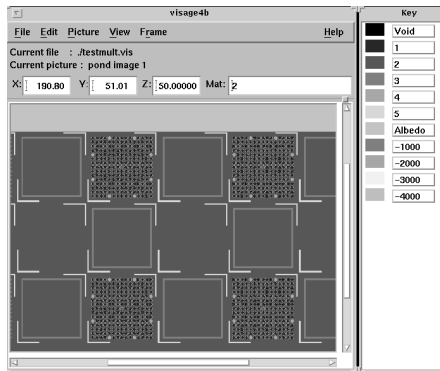 visage4b
File Edit Picture View Frame Help
Current file : ./testmult.vis
Current picture : pond image 1
X: 190.80 Y: 51.01 Z: 50.00000 Mat: 2
Key
Void
1
2
3
4
5
Albedo
-1000
-2000
-3000
-4000